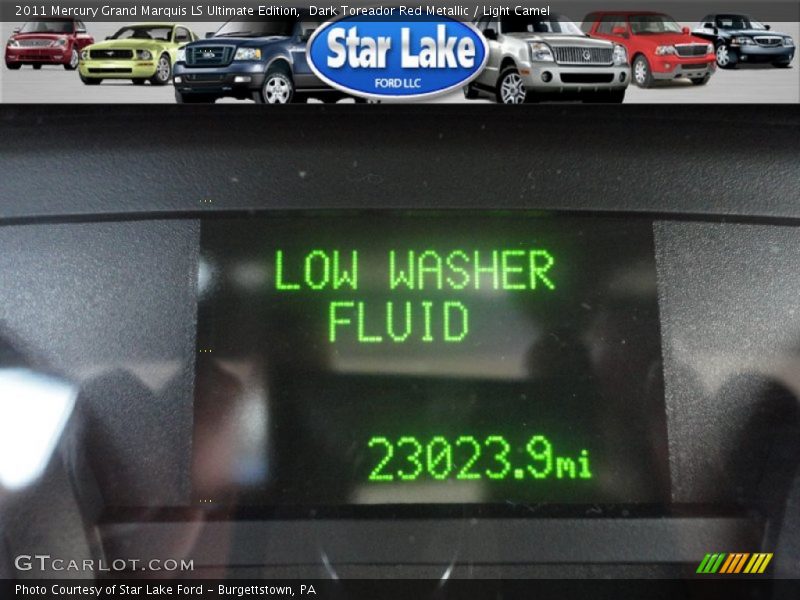 2011 Mercury Grand Marquis LS Ultimate Edition, Dark Toreador Red Metallic / Light Camel
Star Lake
FORD LLC
LOW WASHER
FLUID
23023.9mi
GTCARLOT.COM
Photo Courtesy of Star Lake Ford - Burgettstown, PA